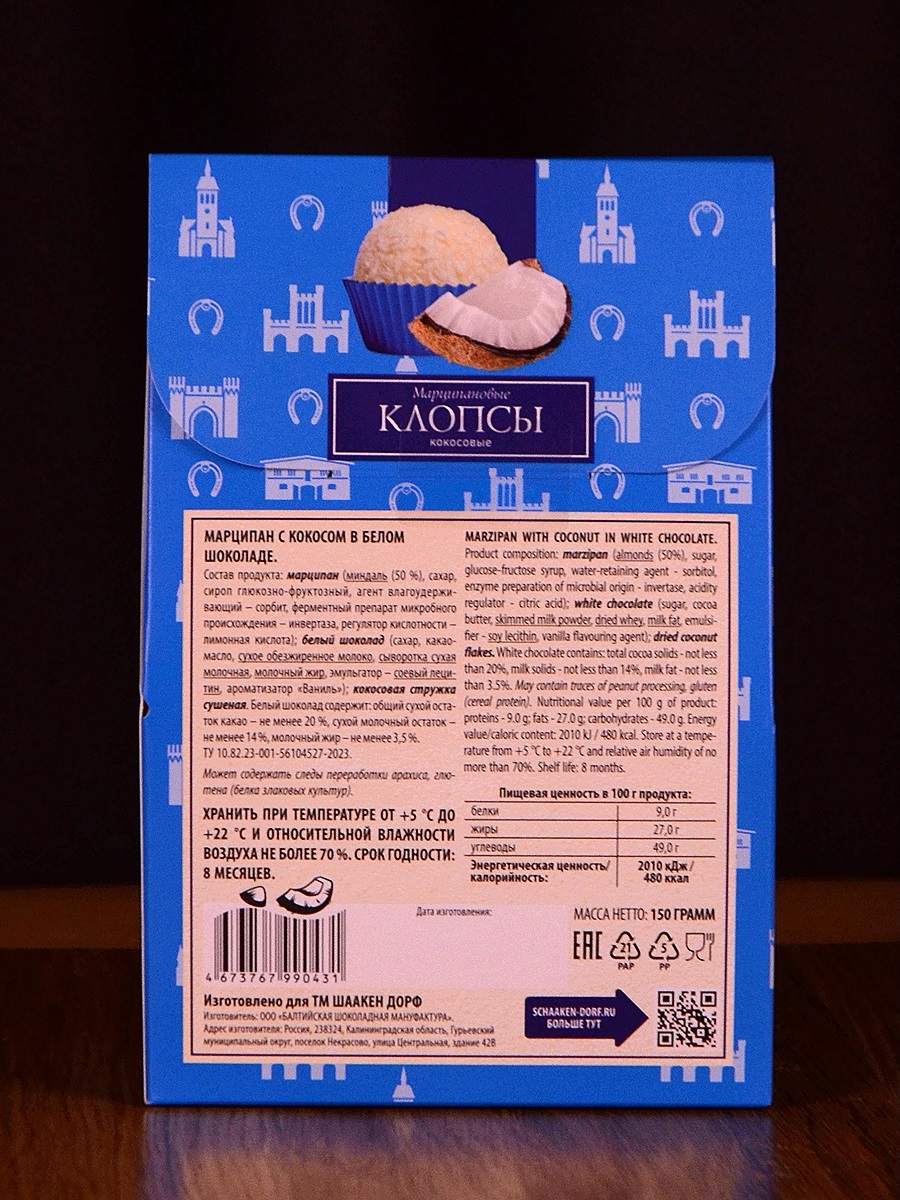 Марципановые
КЛОПСЫ
кокосовые
МАРЦИПАН С КОКОСОМ В БЕЛОМ
ШОКОЛАДЕ.
Состав продукта: марципан (миндаль (50 %), сахар,
сироп глюкозно-фруктозный, агент влагоудержи-
вающий – сорбит, ферментный препарат микробного
происхождения – инвертаза, регулятор кислотности –
лимонная кислота); белый шоколад (сахар, какао-
масло, сухое обезжиренное молоко, сыворотка сухая
молочная, молочный жир, эмульгатор – соевый леци-
тин, ароматизатор «Ваниль»); кокосовая стружка
сушеная. Белый шоколад содержит: общий сухой оста-
ток какао – не менее 20 %, сухой молочный остаток –
не менее 14 %, молочный жир – не менее 3,5 %.
ТУ 10.82.23-001-56104527-2023.
Может содержать следы переработки арахиса, глю-
тена (белка злаковых культур).
ХРАНИТЬ ПРИ ТЕМПЕРАТУРЕ ОТ +5 °С ДО
+22 °С И ОТНОСИТЕЛЬНОЙ ВЛАЖНОСТИ
ВОЗДУХА НЕ БОЛЕЕ 70 %. СРОК ГОДНОСТИ:
8 МЕСЯЦЕВ.
MARZIPAN WITH COCONUT IN WHITE CHOCOLATE.
Product composition: marzipan (almonds (50%), sugar,
glucose-fructose syrup, water-retaining agent - sorbitol,
enzyme preparation of microbial origin - invertase, acidity
regulator - citric acid); white chocolate (sugar, cocoa
butter, skimmed milk powder, dried whey, milk fat, emulsi-
fier - soy lecithin, vanilla flavouring agent); dried coconut
flakes. White chocolate contains: total cocoa solids - not less
than 20%, milk solids - not less than 14%, milk fat - not less
than 3.5%. May contain traces of peanut processing, gluten
(cereal protein). Nutritional value per 100 g of product:
proteins - 9.0 g; fats - 27.0 g; carbohydrates - 49.0 g. Energy
value/caloric content: 2010 kJ / 480 kcal. Store at a tempe-
rature from +5 °C to +22 °C and relative air humidity of no
more than 70%. Shelf life: 8 months.
Пищевая ценность в 100 г продукта:
белки 9,0 г
жиры 27,0 г
углеводы 49,0 г
Энергетическая ценность/ 2010 кДж /
калорийность: 480 ккал
Дата изготовления:
МАССА НЕТТО: 150 ГРАММ
EAC 21 5
PAP PP
4 673767 990431
Изготовлено для ТМ ШААКЕН ДОРФ
Изготовитель: ООО «БАЛТИЙСКАЯ ШОКОЛАДНАЯ МАНУФАКТУРА».
Адрес изготовителя: Россия, 238324, Калининградская область, Гурьевский
муниципальный округ, поселок Некрасово, улица Центральная, здание 42В
SCHAAKEN-DORF.RU
БОЛЬШЕ ТУТ